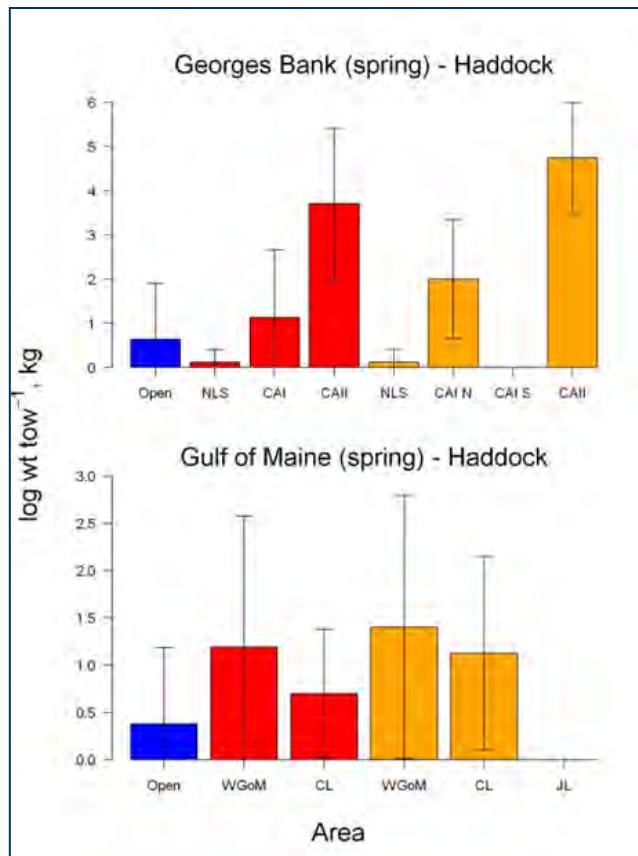 Georges Bank (spring) - Haddock
6
5
4
3
2
1
0
Open NLS CAI CAII NLS CAI N CAI S CAII
log wt tow⁻¹, kg
Gulf of Maine (spring) - Haddock
3.0
2.5
2.0
1.5
1.0
0.5
0.0
Open WGoM CL WGoM CL JL
Area